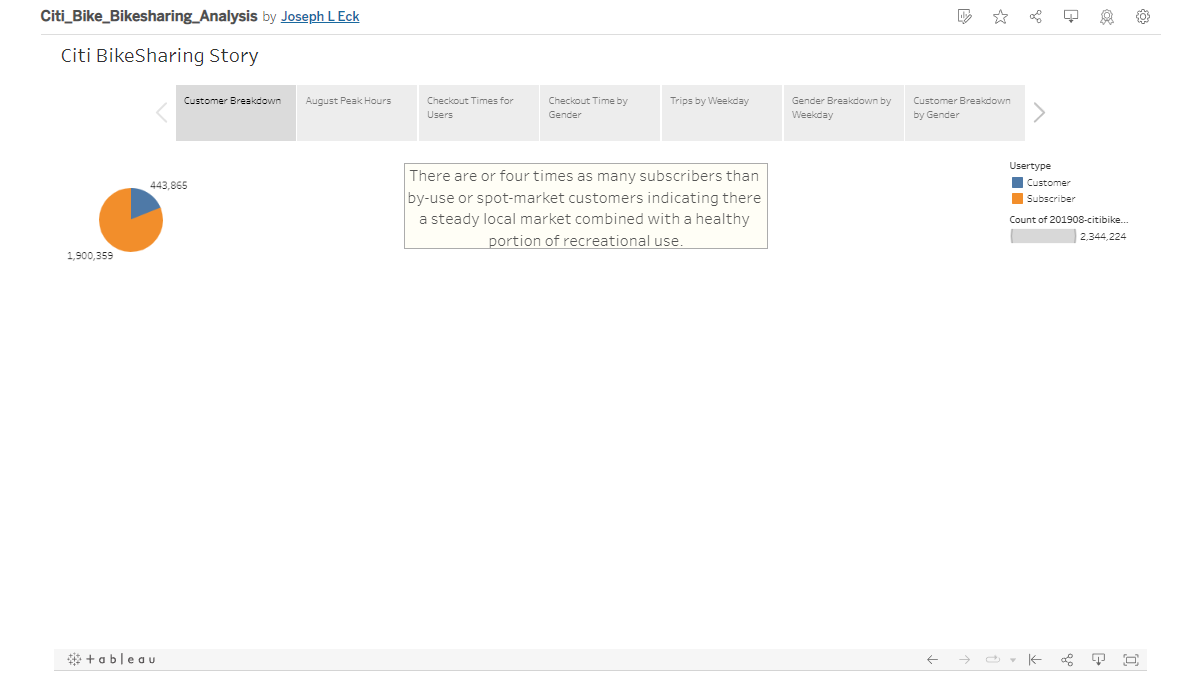 Citi_Bike_Bikesharing_Analysis by Joseph L Eck
Citi BikeSharing Story
Customer Breakdown
August Peak Hours
Checkout Times for
Users
Checkout Time by
Gender
Trips by Weekday
Gender Breakdown by
Weekday
Customer Breakdown
by Gender
443,865
1,900,359
There are or four times as many subscribers than
by-use or spot-market customers indicating there
a steady local market combined with a healthy
portion of recreational use.
Usertype
Customer
Subscriber
Count of 201908-citibike...
2,344,224
+ableau